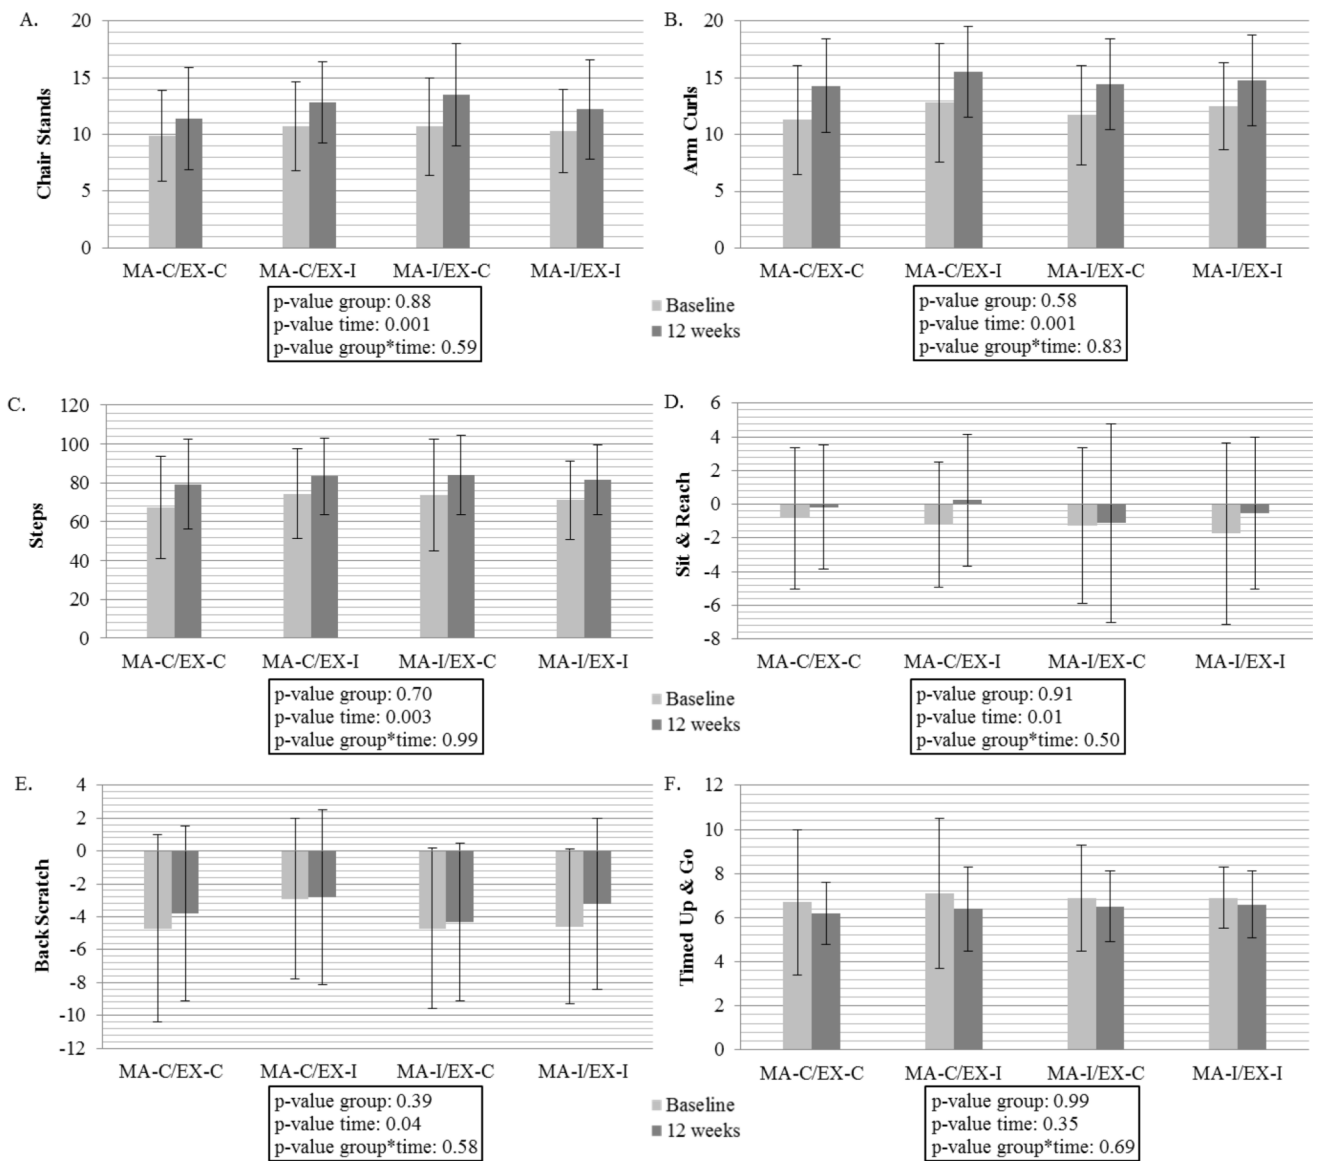 A.
Chair Stands
20
15
10
5
0
MA-C/EX-C MA-C/EX-I MA-I/EX-C MA-I/EX-I
p-value group: 0.88
p-value time: 0.001
p-value group*time: 0.59
B.
Arm Curls
20
15
10
5
0
MA-C/EX-C MA-C/EX-I MA-I/EX-C MA-I/EX-I
p-value group: 0.58
p-value time: 0.001
p-value group*time: 0.83
Baseline
12 weeks
C.
Steps
120
100
80
60
40
20
0
MA-C/EX-C MA-C/EX-I MA-I/EX-C MA-I/EX-I
p-value group: 0.70
p-value time: 0.003
p-value group*time: 0.99
D.
Sit & Reach
6
4
2
0
-2
-4
-6
-8
MA-C/EX-C MA-C/EX-I MA-I/EX-C MA-I/EX-I
p-value group: 0.91
p-value time: 0.01
p-value group*time: 0.50
Baseline
12 weeks
E.
Back Scratch
4
2
0
-2
-4
-6
-8
-10
-12
MA-C/EX-C MA-C/EX-I MA-I/EX-C MA-I/EX-I
p-value group: 0.39
p-value time: 0.04
p-value group*time: 0.58
F.
Timed Up & Go
12
10
8
6
4
2
0
MA-C/EX-C MA-C/EX-I MA-I/EX-C MA-I/EX-I
p-value group: 0.99
p-value time: 0.35
p-value group*time: 0.69
Baseline
12 weeks